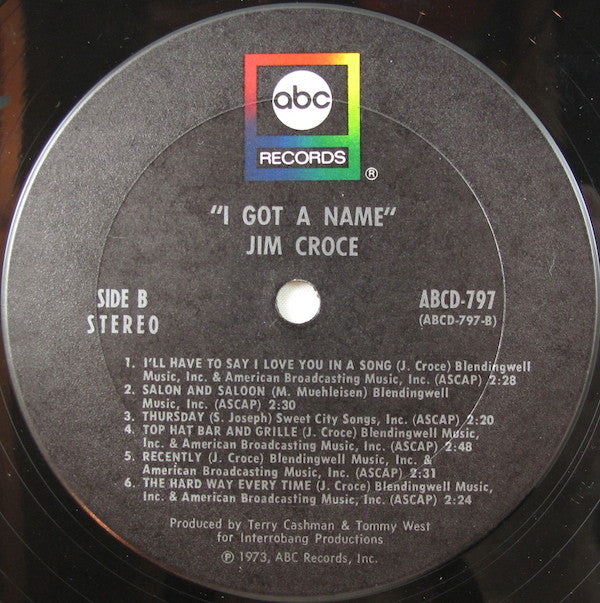 abc
RECORDS
®
"I GOT A NAME"
JIM CROCE
SIDE B
STEREO
ABCD-797
(ABCD-797-B)
1. I'LL HAVE TO SAY I LOVE YOU IN A SONG (J. Croce) Blendingwell
Music, Inc. & American Broadcasting Music, Inc. (ASCAP) 2:28
2. SALON AND SALOON (M. Muehleisen) Blendingwell
Music, Inc. (ASCAP) 2:30
3. THURSDAY (S. Joseph) Sweet City Songs, Inc. (ASCAP) 2:20
4. TOP HAT BAR AND GRILLE (J. Croce) Blendingwell Music,
Inc. & American Broadcasting Music, Inc. (ASCAP) 2:48
5. RECENTLY (J. Croce) Blendingwell Music, Inc. &
American Broadcasting Music, Inc. (ASCAP) 2:31
6. THE HARD WAY EVERY TIME (J. Croce) Blendingwell Music,
Inc. & American Broadcasting Music, Inc. (ASCAP) 2:24
Produced by Terry Cashman & Tommy West
for Interrobang Productions
℗ 1973, ABC Records, Inc.